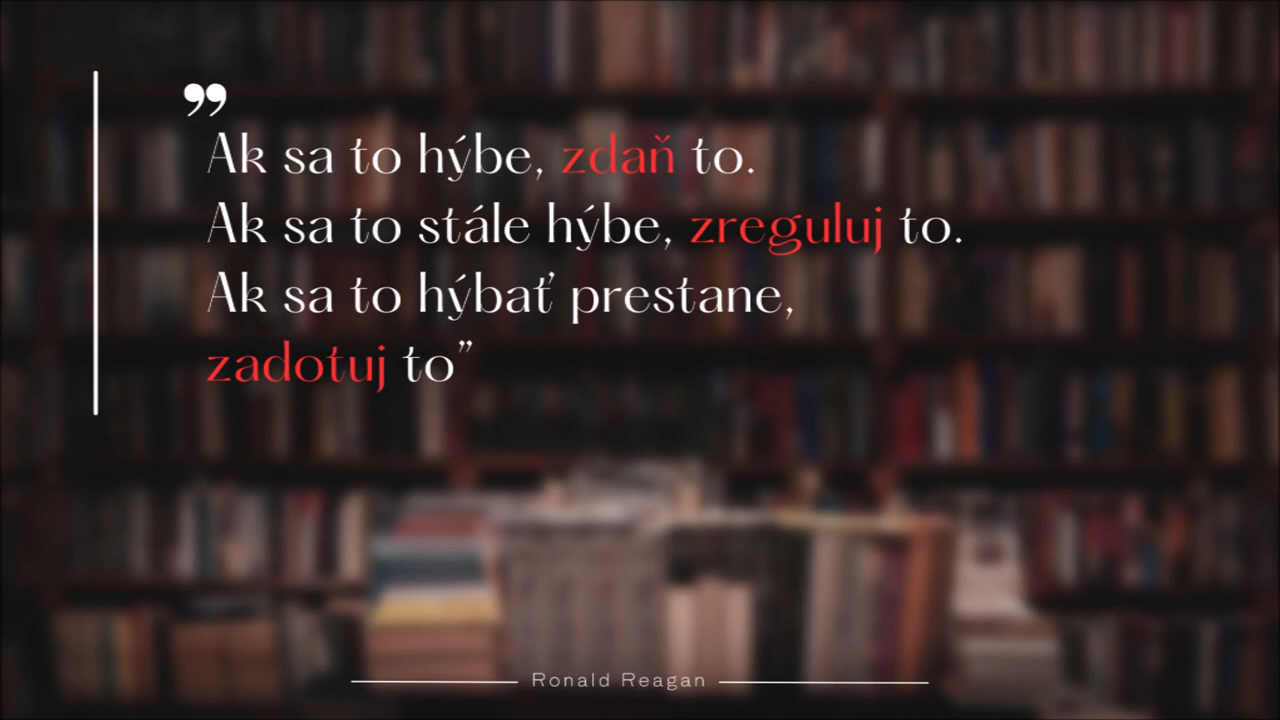 ”
Ak sa to hýbe, zdaň to.
Ak sa to stále hýbe, zreguluj to.
Ak sa to hýbať prestane,
zadotuj to”
Ronald Reagan